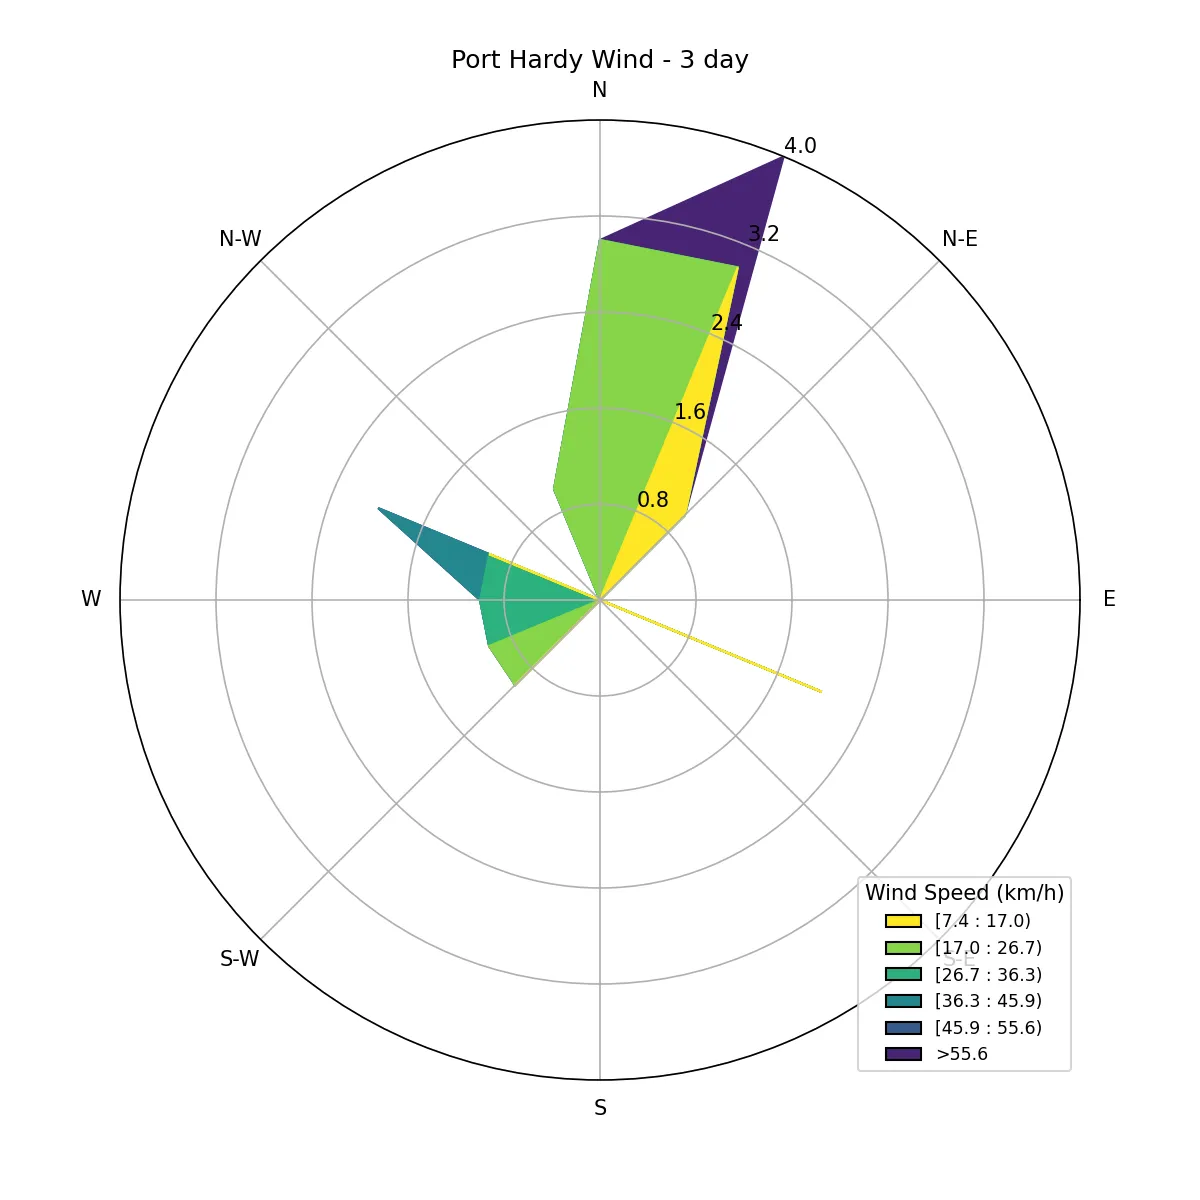 Port Hardy Wind - 3 day
N
4.0
N-W
3.2
N-E
2.4
1.6
0.8
W
E
S-W
S-E
S
Wind Speed (km/h)
[7.4 : 17.0)
[17.0 : 26.7)
[26.7 : 36.3)
[36.3 : 45.9)
[45.9 : 55.6)
>55.6